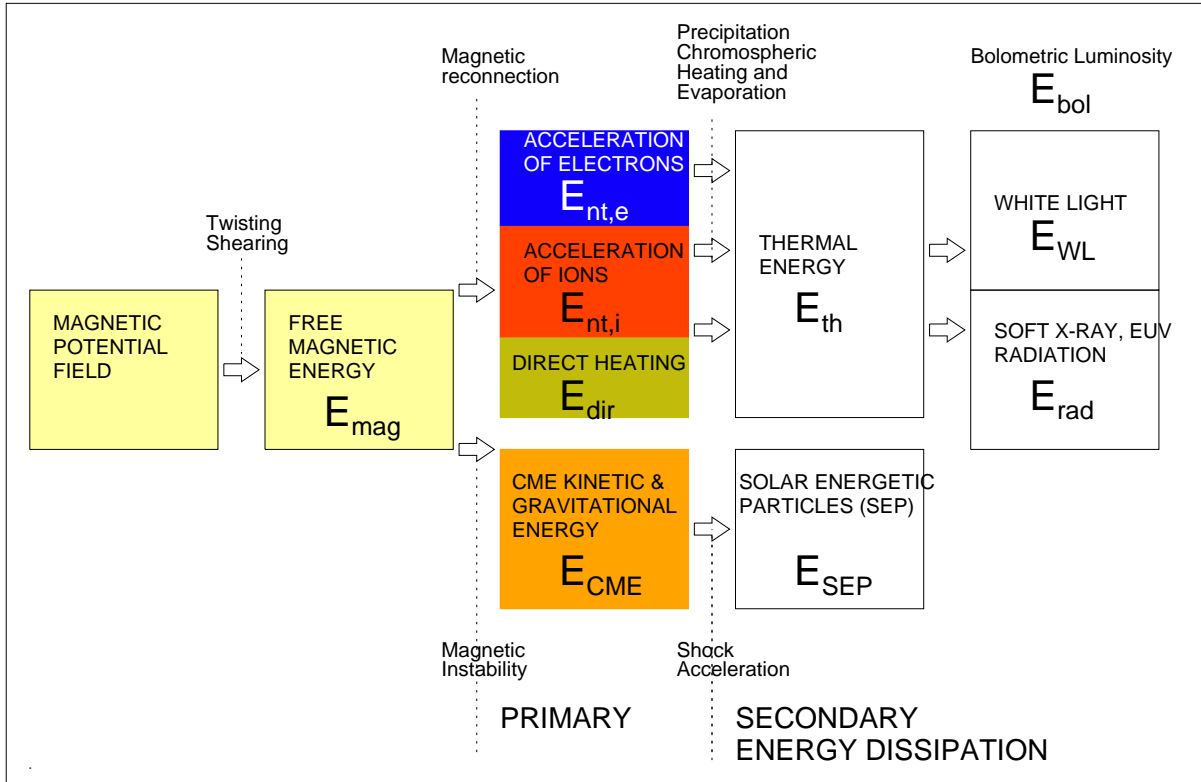 Magnetic
reconnection
Precipitation
Chromospheric
Heating and
Evaporation
Bolometric Luminosity
E_bol
Twisting
Shearing
MAGNETIC
POTENTIAL
FIELD
FREE
MAGNETIC
ENERGY
E_mag
ACCELERATION
OF ELECTRONS
E_nt,e
ACCELERATION
OF IONS
E_nt,i
DIRECT HEATING
E_dir
THERMAL
ENERGY
E_th
WHITE LIGHT
E_WL
SOFT X-RAY, EUV
RADIATION
E_rad
CME KINETIC &
GRAVITATIONAL
ENERGY
E_CME
SOLAR ENERGETIC
PARTICLES (SEP)
E_SEP
Magnetic
Instability
Shock
Acceleration
PRIMARY
SECONDARY
ENERGY DISSIPATION